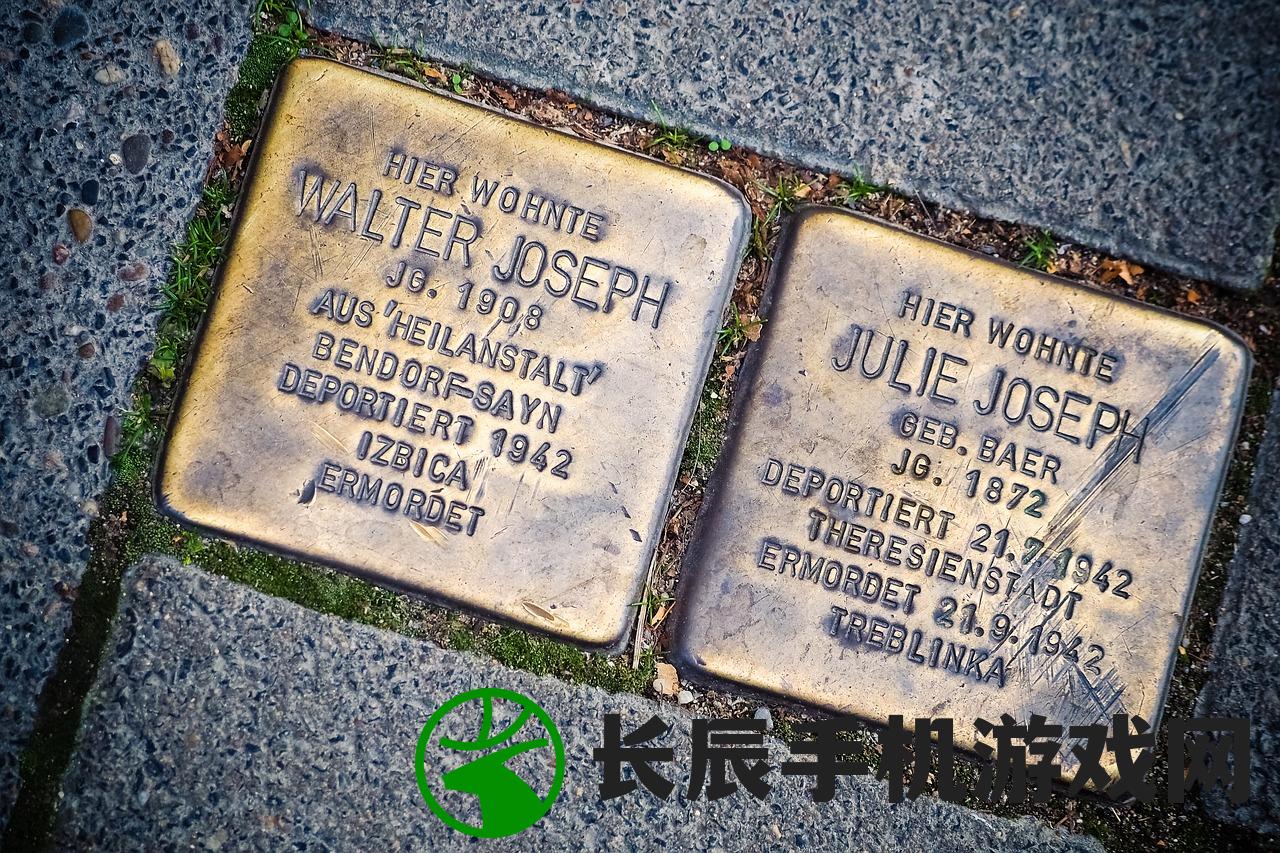 HIER WOHNTE
WALTER JOSEPH
JG. 1908
AUS 'HEILANSTALT'
BENDORF-SAYN
DEPORTIERT 1942
IZBICA
ERMORDET
HIER WOHNTE
JULIE JOSEPH
GEB. BAER
JG. 1872
DEPORTIERT 21.7.1942
THERESIENSTADT
ERMORDET 21.9.1942
TREBLINKA
长辰手机游戏网